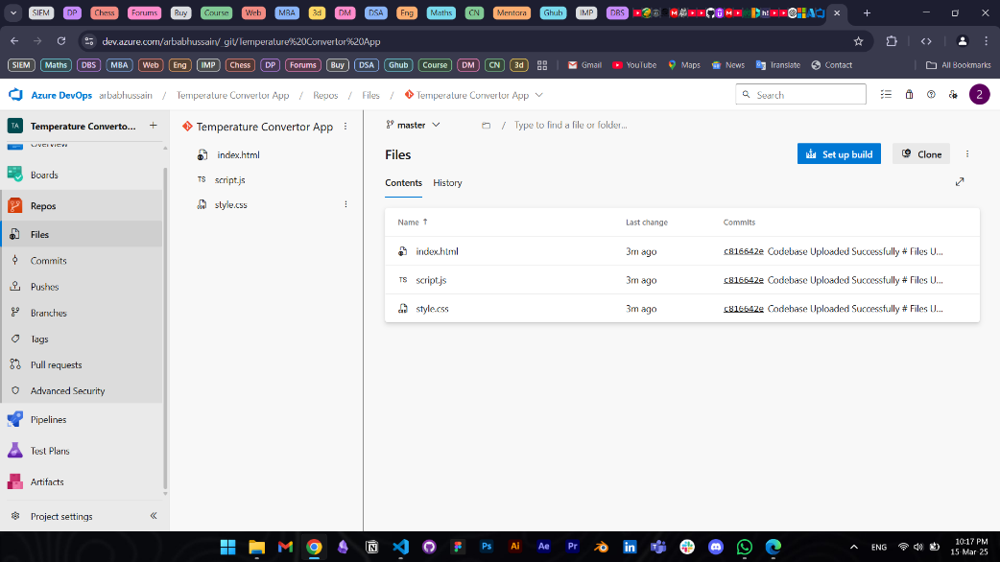 SIEM DP Chess Forums Buy Course Web MBA 3d DM DSA Eng Maths CN Mentora Ghub IMP DBS
dev.azure.com/arbabhussain/_git/Temperature%20Convertor%20App
SIEM Maths DBS MBA Web Eng IMP Chess DP Forums Buy DSA Ghub Course DM CN 3d Gmail YouTube Maps News Translate Contact All Bookmarks
Azure DevOps arbabhussain / Temperature Convertor App / Repos / Files / Temperature Convertor App
Search
2
TA Temperature Converto...
Overview
Boards
Repos
Files
Commits
Pushes
Branches
Tags
Pull requests
Advanced Security
Pipelines
Test Plans
Artifacts
Project settings
Temperature Convertor App
index.html
TS script.js
style.css
master / Type to find a file or folder...
Files
Set up build
Clone
Contents History
Name ↑ Last change Commits
index.html 3m ago c816642e Codebase Uploaded Successfully # Files U...
TS script.js 3m ago c816642e Codebase Uploaded Successfully # Files U...
style.css 3m ago c816642e Codebase Uploaded Successfully # Files U...
Ps Ai Ae Pr
ENG
10:17 PM
15-Mar-25